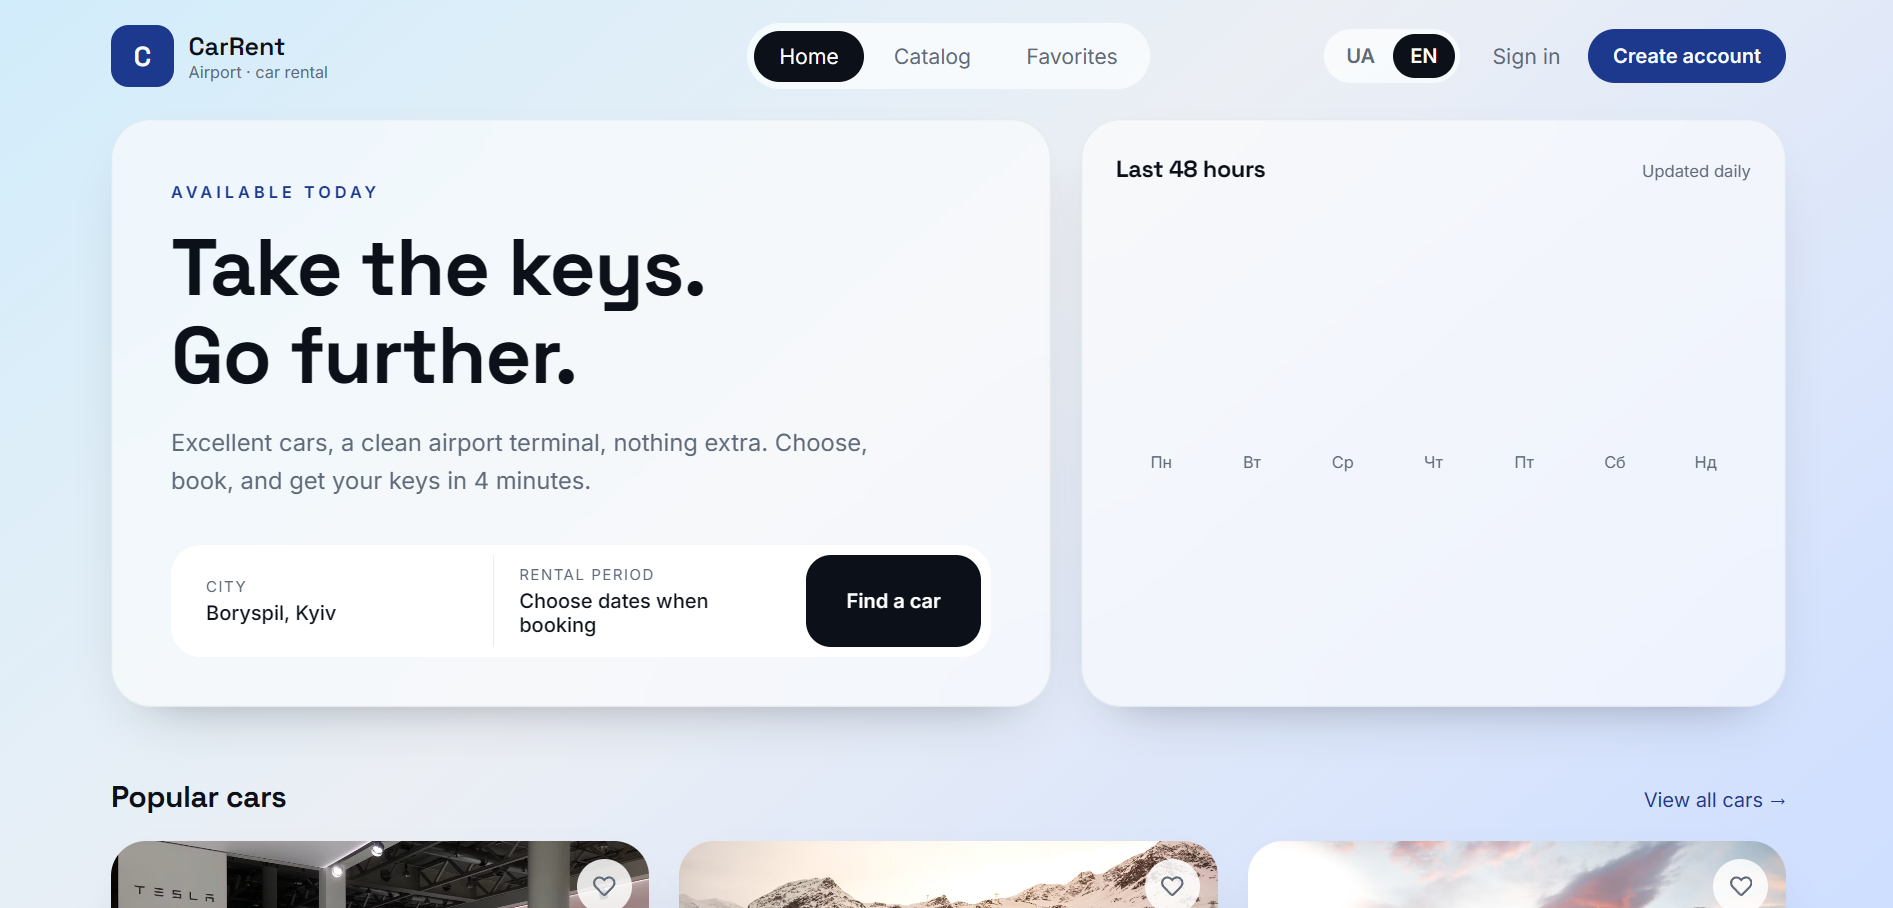 C
CarRent
Airport · car rental
Home
Catalog
Favorites
UA
EN
Sign in
Create account
AVAILABLE TODAY
Take the keys.
Go further.
Excellent cars, a clean airport terminal, nothing extra. Choose,
book, and get your keys in 4 minutes.
CITY
Boryspil, Kyiv
RENTAL PERIOD
Choose dates when
booking
Find a car
Last 48 hours
Updated daily
Пн
Вт
Ср
Чт
Пт
Сб
Нд
Popular cars
View all cars →
TESLA